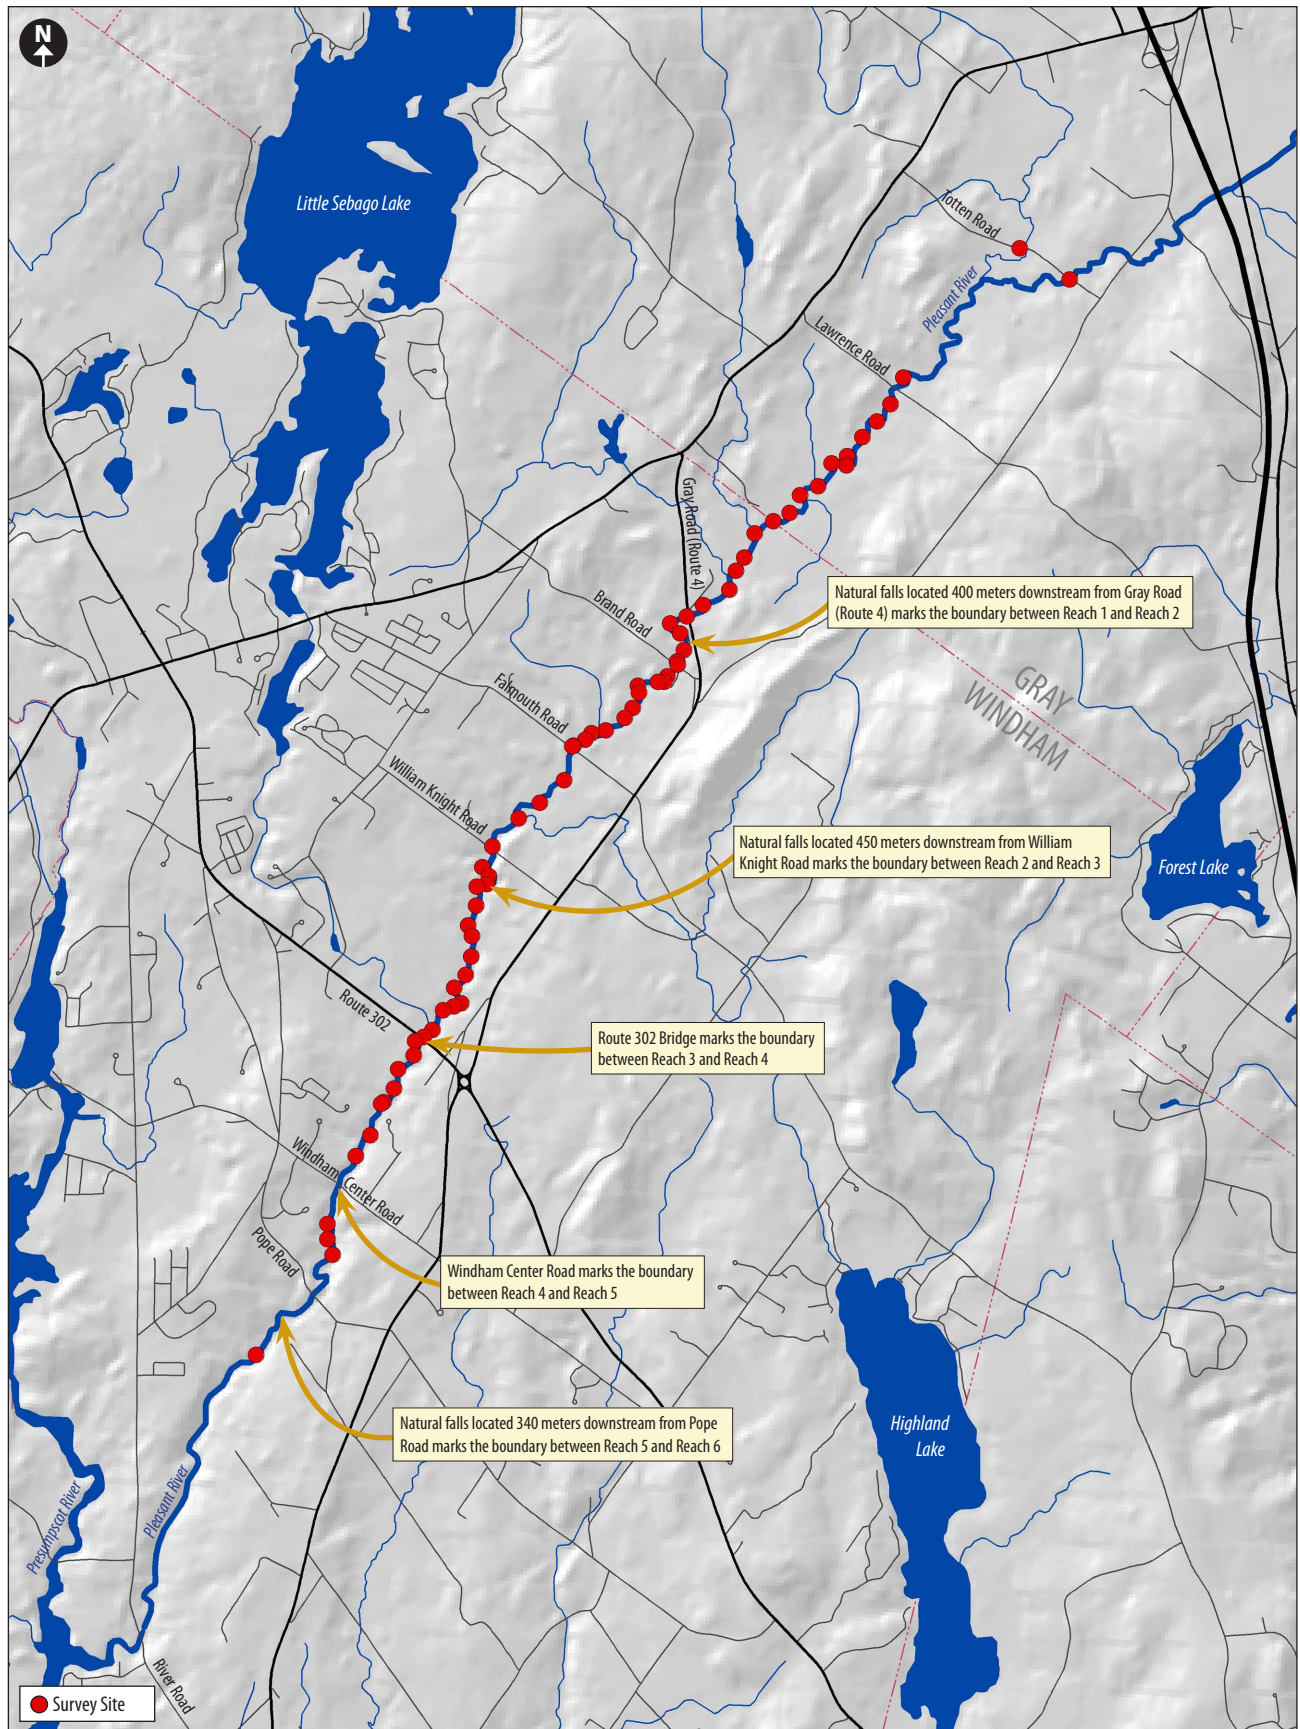 N
Little Sebago Lake
Totten Road
Pleasant River
Lawrence Road
Gray Road (Route 4)
Natural falls located 400 meters downstream from Gray Road
(Route 4) marks the boundary between Reach 1 and Reach 2
Brand Road
GRAY
WINDHAM
Falmouth Road
William Knight Road
Natural falls located 450 meters downstream from William
Knight Road marks the boundary between Reach 2 and Reach 3
Forest Lake
Route 302
Route 302 Bridge marks the boundary
between Reach 3 and Reach 4
Windham Center Road
Pope Road
Windham Center Road marks the boundary
between Reach 4 and Reach 5
Natural falls located 340 meters downstream from Pope
Road marks the boundary between Reach 5 and Reach 6
Highland
Lake
Presumpscot River
Pleasant River
River Road
Survey Site